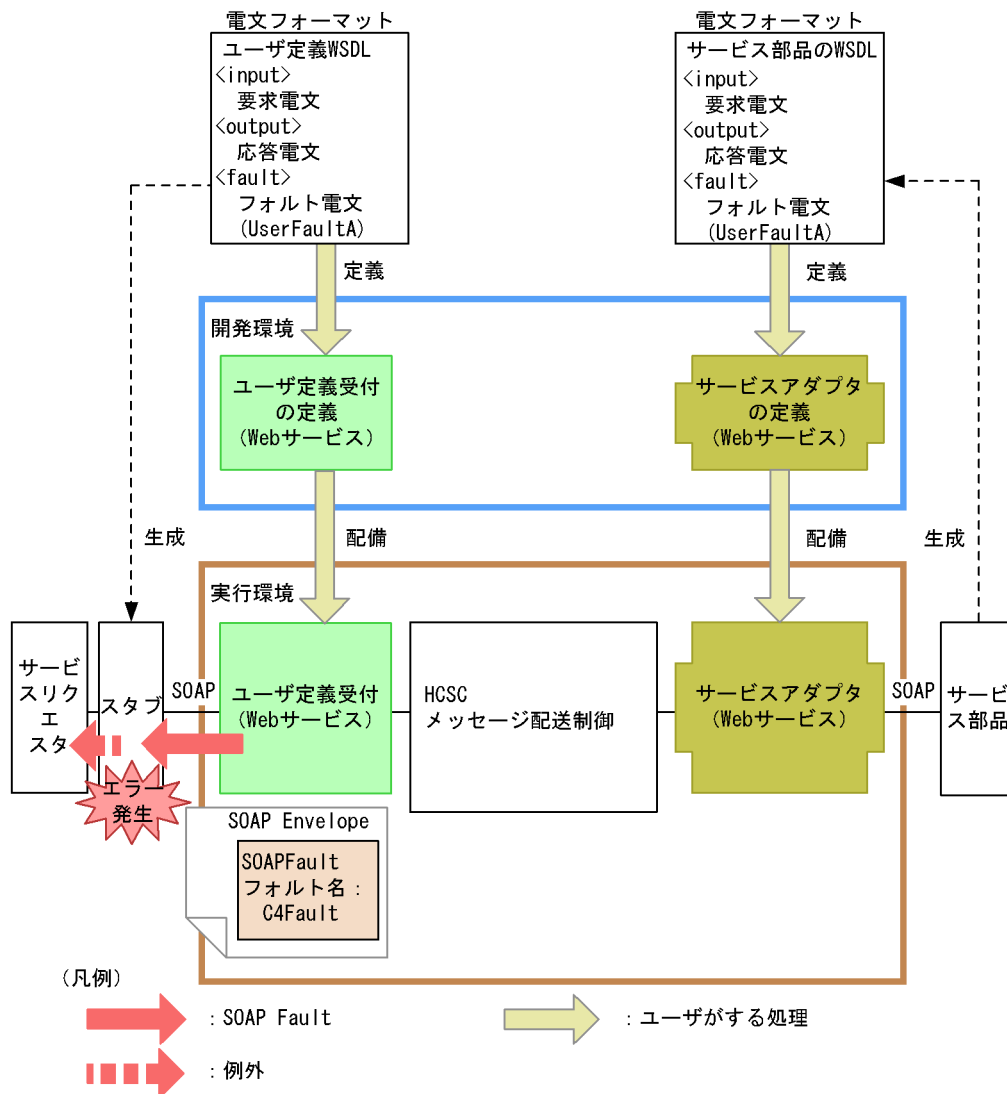 電文フォーマット
ユーザ定義WSDL
<input>
要求電文
<output>
応答電文
<fault>
フォルト電文
(UserFaultA)
電文フォーマット
サービス部品のWSDL
<input>
要求電文
<output>
応答電文
<fault>
フォルト電文
(UserFaultA)
定義
定義
開発環境
ユーザ定義受付
の定義
(Webサービス)
サービスアダプタ
の定義
(Webサービス)
生成
配備
配備
生成
実行環境
サービ
スリク
エ
スタ
スタブ
SOAP
ユーザ定義受付
(Webサービス)
HCSC
メッセージ配送制御
サービスアダプタ
(Webサービス)
SOAP
サービ
ス部品
エラー
発生
SOAP Envelope
SOAPFault
フォルト名：
C4Fault
(凡例)
：SOAP Fault
：ユーザがする処理
：例外